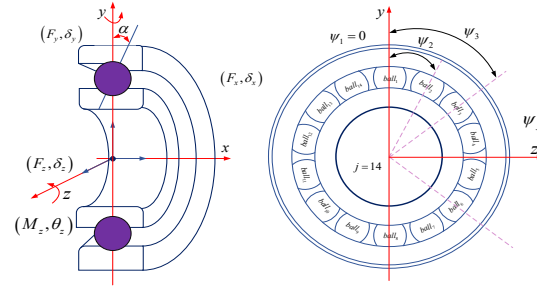 y
α
(F_y, δ_y)
x
(F_z, δ_z)
z
(M_z, θ_z)
(F_x, δ_x)
y
ψ_1 = 0
ψ_2
ψ_3
ψ
z
j = 14
ball_1
ball_2
ball_3
ball_4
ball_5
ball_6
ball_7
ball_8
ball_9
ball_10
ball_11
ball_12
ball_13
ball_14